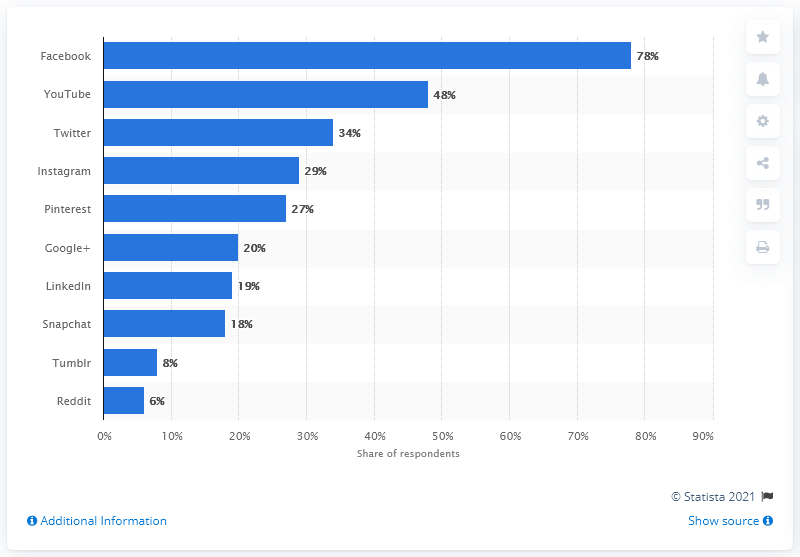 Facebook 78%
YouTube 48%
Twitter 34%
Instagram 29%
Pinterest 27%
Google+ 20%
LinkedIn 19%
Snapchat 18%
Tumblr 8%
Reddit 6%
0% 10% 20% 30% 40% 50% 60% 70% 80% 90%
Share of respondents
© Statista 2021
Additional Information Show source